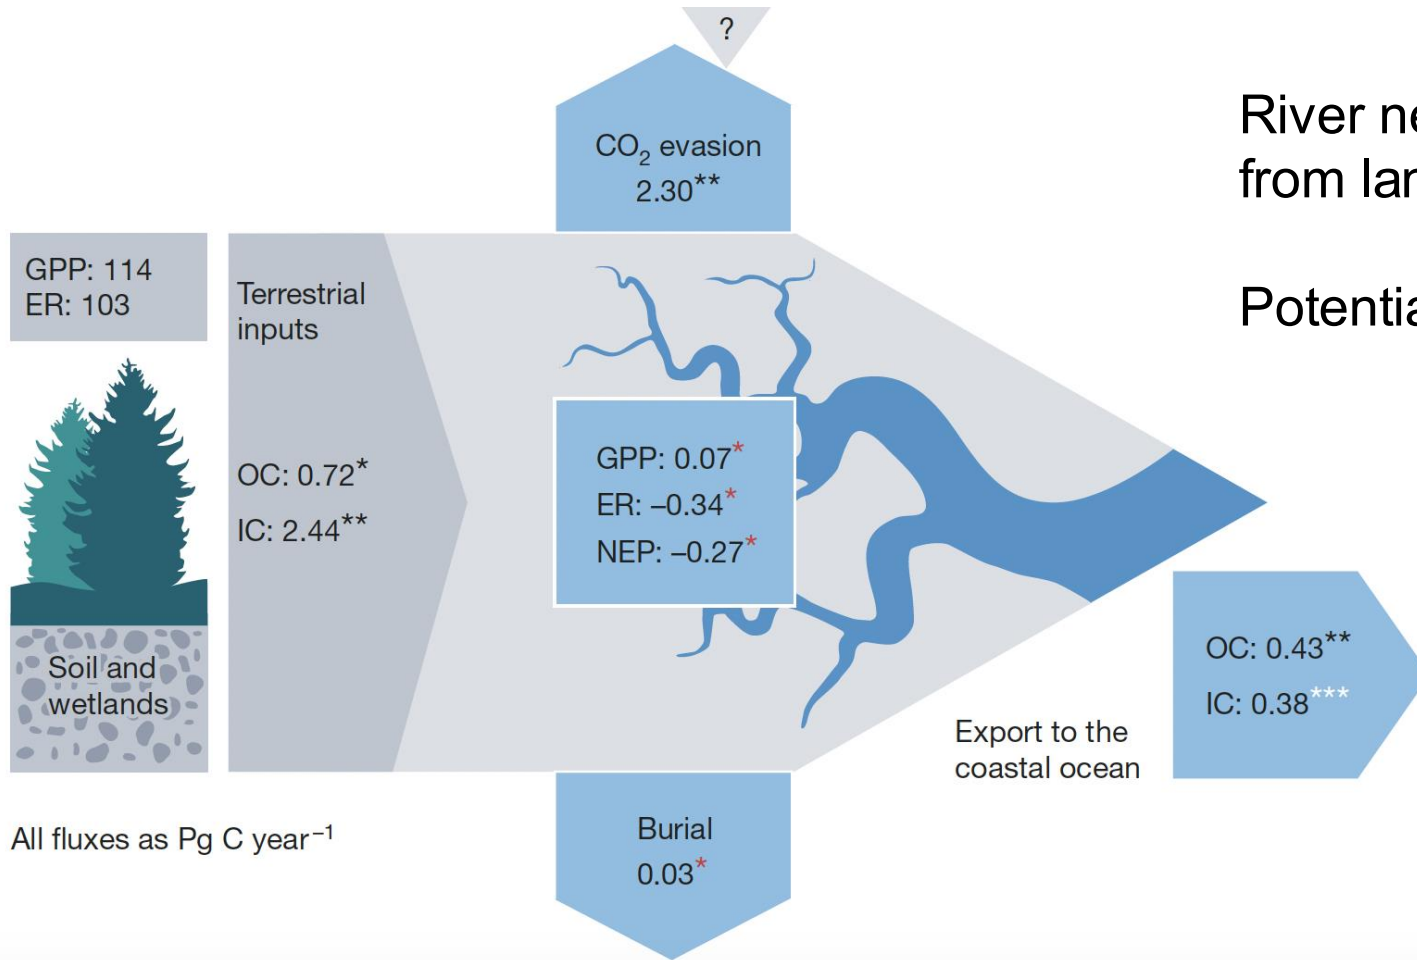 ?
CO₂ evasion
2.30**
River ne
from lar
Potentia
GPP: 114
ER: 103
Terrestrial
inputs
OC: 0.72*
IC: 2.44**
GPP: 0.07*
ER: –0.34*
NEP: –0.27*
Soil and
wetlands
OC: 0.43**
IC: 0.38***
Export to the
coastal ocean
Burial
0.03*
All fluxes as Pg C year⁻¹